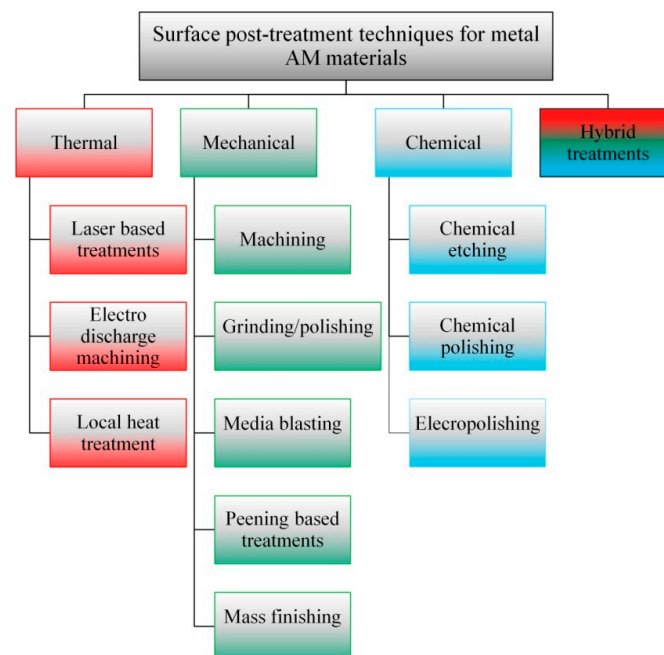 Surface post-treatment techniques for metal
AM materials
Thermal
Mechanical
Chemical
Hybrid
treatments
Laser based
treatments
Electro
discharge
machining
Local heat
treatment
Machining
Grinding/polishing
Media blasting
Peening based
treatments
Mass finishing
Chemical
etching
Chemical
polishing
Elecropolishing